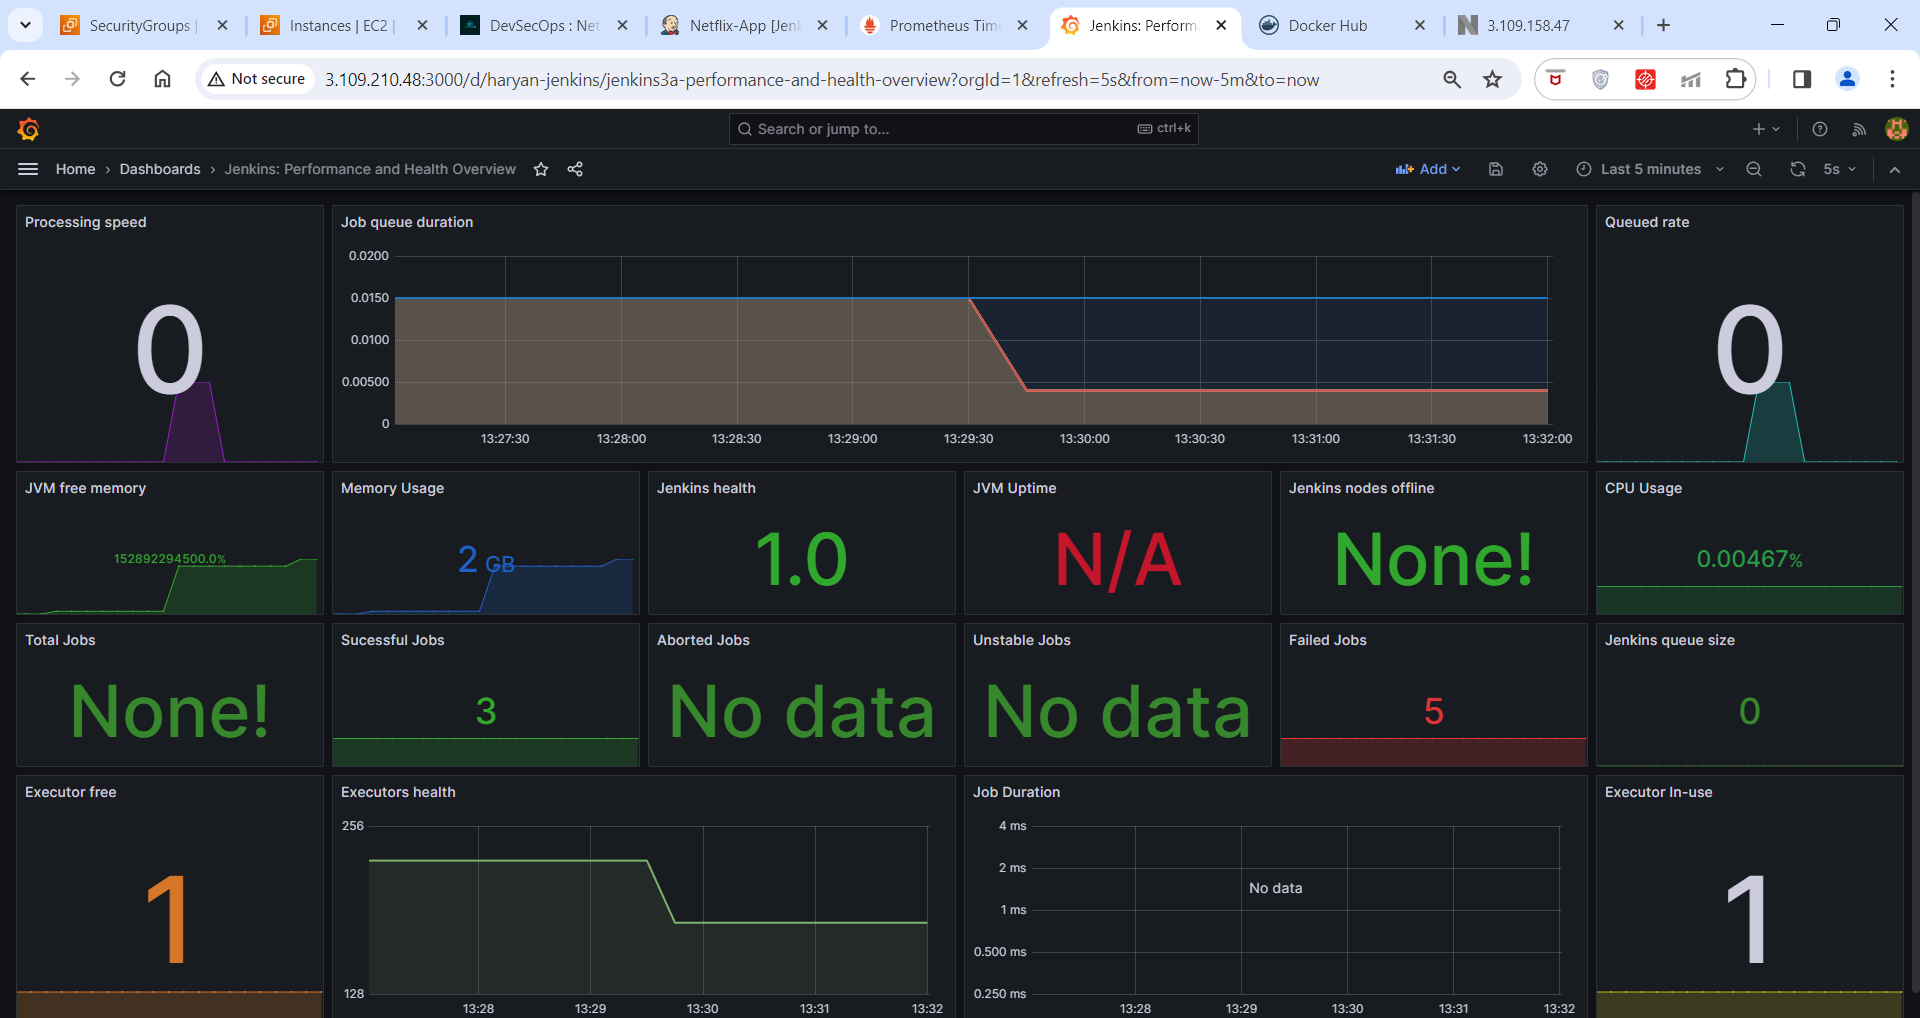 SecurityGroups |
Instances | EC2 |
DevSecOps : Net
Netflix-App [Jenk
Prometheus Time
Jenkins: Perform
Docker Hub
3.109.158.47
Not secure
3.109.210.48:3000/d/haryan-jenkins/jenkins3a-performance-and-health-overview?orgId=1&refresh=5s&from=now-5m&to=now
Search or jump to...
ctrl+k
Home › Dashboards › Jenkins: Performance and Health Overview
Add
Last 5 minutes
5s
Processing speed
0
Job queue duration
0.0200
0.0150
0.0100
0.00500
0
13:27:30 13:28:00 13:28:30 13:29:00 13:29:30 13:30:00 13:30:30 13:31:00 13:31:30 13:32:00
Queued rate
0
JVM free memory
152892294500.0%
Memory Usage
2 GB
Jenkins health
1.0
JVM Uptime
N/A
Jenkins nodes offline
None!
CPU Usage
0.00467%
Total Jobs
None!
Sucessful Jobs
3
Aborted Jobs
No data
Unstable Jobs
No data
Failed Jobs
5
Jenkins queue size
0
Executor free
1
Executors health
256
128
13:28 13:29 13:30 13:31 13:32
Job Duration
4 ms
2 ms
No data
1 ms
0.500 ms
0.250 ms
13:28 13:29 13:30 13:31 13:32
Executor In-use
1